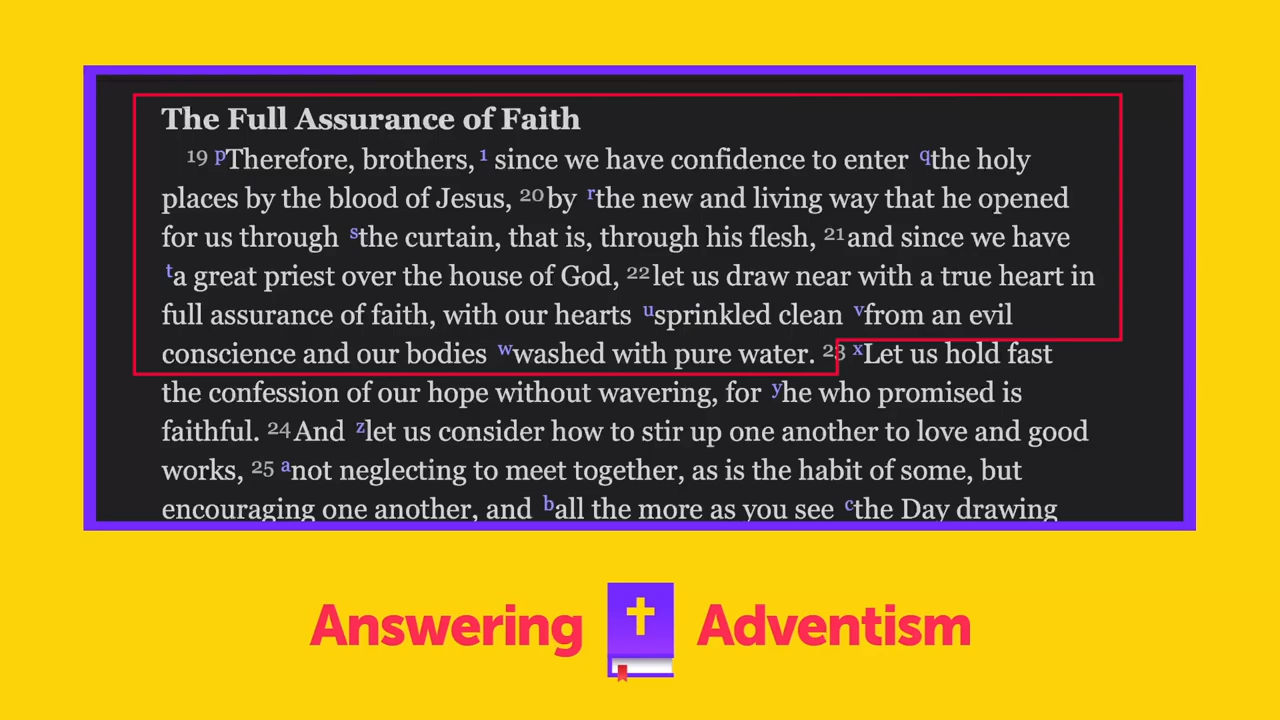 The Full Assurance of Faith
19 pTherefore, brothers,1 since we have confidence to enter qthe holy
places by the blood of Jesus, 20 by rthe new and living way that he opened
for us through sthe curtain, that is, through his flesh, 21 and since we have
ta great priest over the house of God, 22 let us draw near with a true heart in
full assurance of faith, with our hearts usprinkled clean vfrom an evil
conscience and our bodies wwashed with pure water. 23 xLet us hold fast
the confession of our hope without wavering, for yhe who promised is
faithful. 24 And zlet us consider how to stir up one another to love and good
works, 25 anot neglecting to meet together, as is the habit of some, but
encouraging one another, and ball the more as you see cthe Day drawing
Answering Adventism